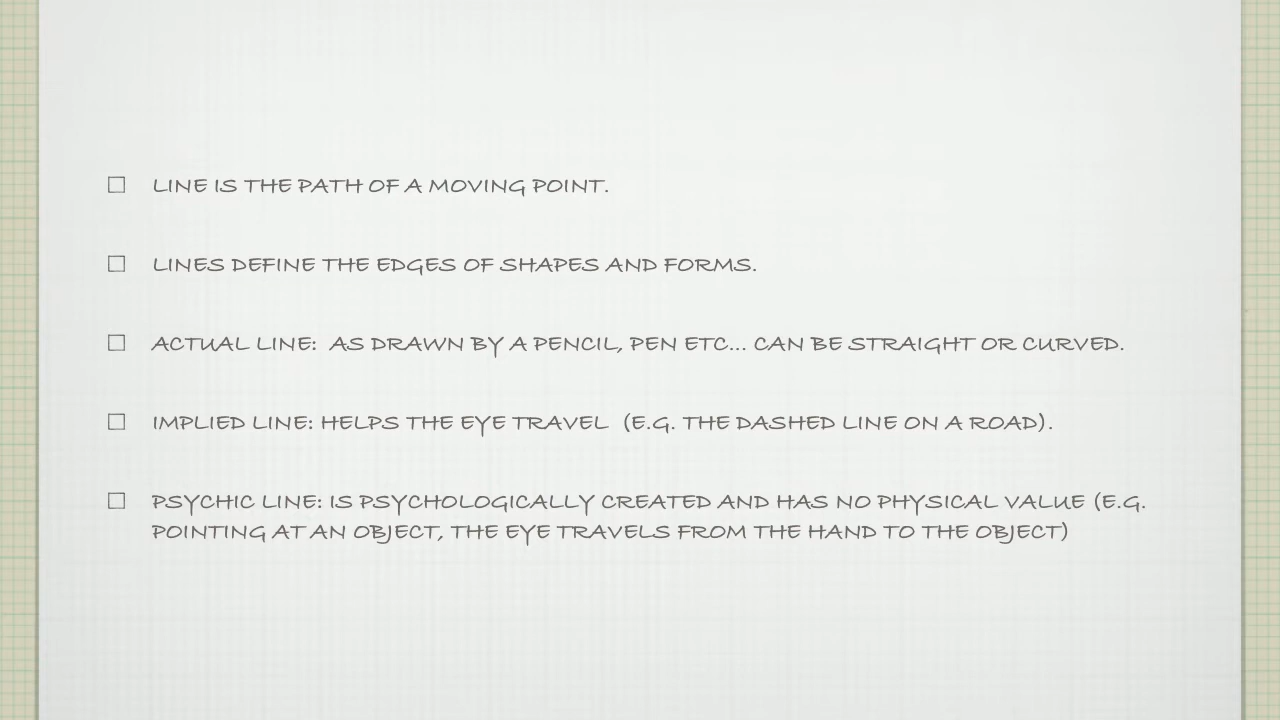 LINE IS THE PATH OF A MOVING POINT.
LINES DEFINE THE EDGES OF SHAPES AND FORMS.
ACTUAL LINE:  AS DRAWN BY A PENCIL, PEN ETC... CAN BE STRAIGHT OR CURVED.
IMPLIED LINE: HELPS THE EYE TRAVEL  (E.G. THE DASHED LINE ON A ROAD).
PSYCHIC LINE: IS PSYCHOLOGICALLY CREATED AND HAS NO PHYSICAL VALUE (E.G.
POINTING AT AN OBJECT, THE EYE TRAVELS FROM THE HAND TO THE OBJECT)